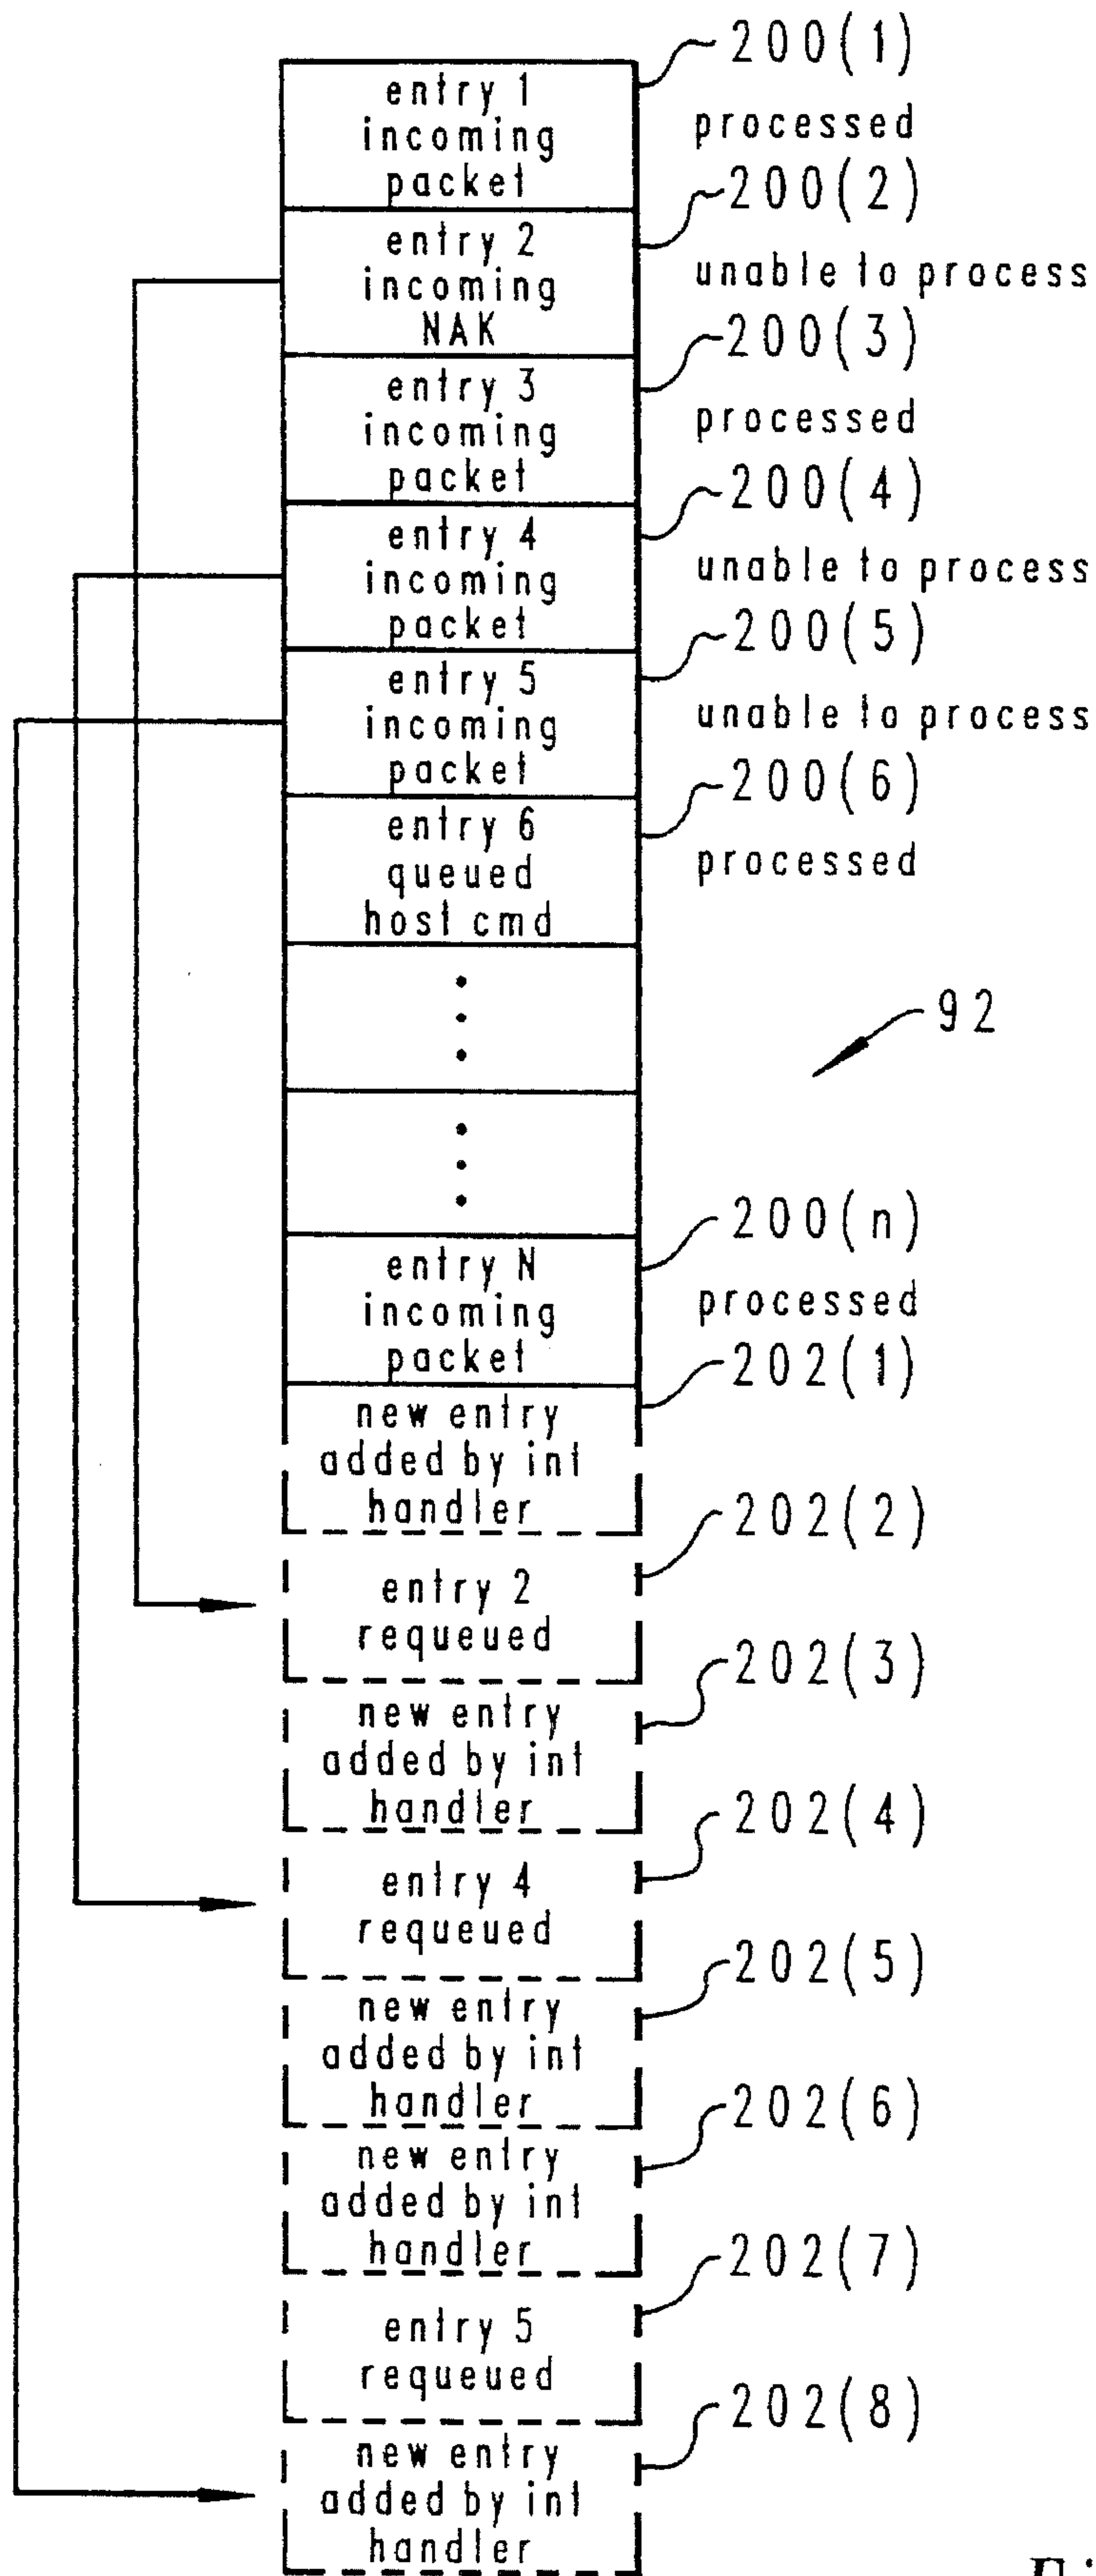 200(1)
entry 1
incoming
packet
processed
200(2)
entry 2
incoming
NAK
unable to process
200(3)
entry 3
incoming
packet
processed
200(4)
entry 4
incoming
packet
unable to process
200(5)
entry 5
incoming
packet
unable to process
200(6)
entry 6
queued
host cmd
processed
92
200(n)
entry N
incoming
packet
processed
202(1)
new entry
added by int
handler
202(2)
entry 2
requeued
202(3)
new entry
added by int
handler
202(4)
entry 4
requeued
202(5)
new entry
added by int
handler
202(6)
new entry
added by int
handler
202(7)
entry 5
requeued
202(8)
new entry
added by int
handler